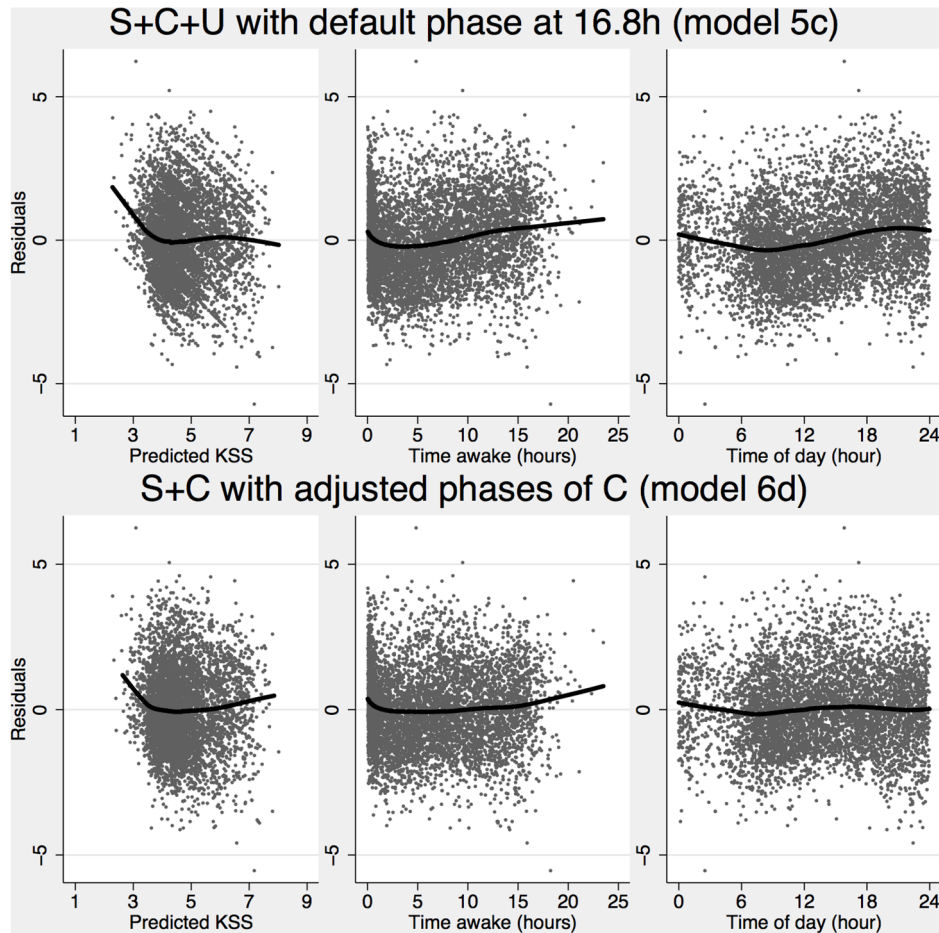 S+C+U with default phase at 16.8h (model 5c)
Residuals
5
0
−5
1 3 5 7 9
Predicted KSS
5
0
−5
0 5 10 15 20 25
Time awake (hours)
5
0
−5
0 6 12 18 24
Time of day (hour)
S+C with adjusted phases of C (model 6d)
Residuals
5
0
−5
1 3 5 7 9
Predicted KSS
5
0
−5
0 5 10 15 20 25
Time awake (hours)
5
0
−5
0 6 12 18 24
Time of day (hour)